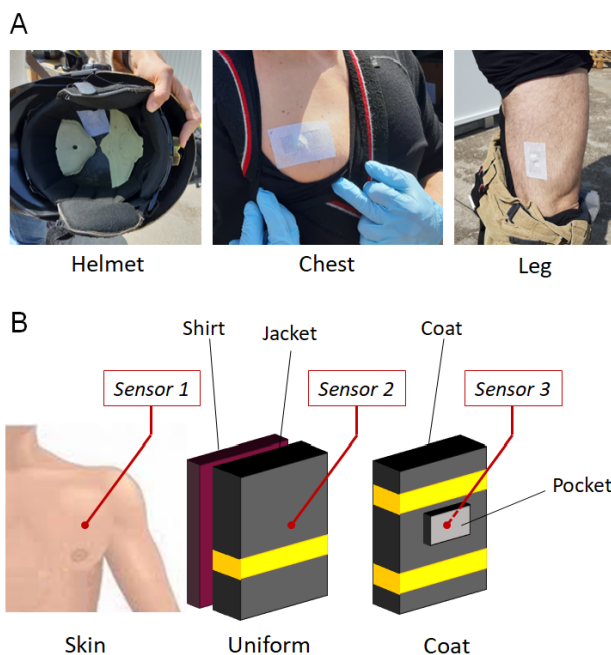 A
Helmet
Chest
Leg
B
Shirt
Jacket
Coat
Sensor 1
Sensor 2
Sensor 3
Pocket
Skin
Uniform
Coat